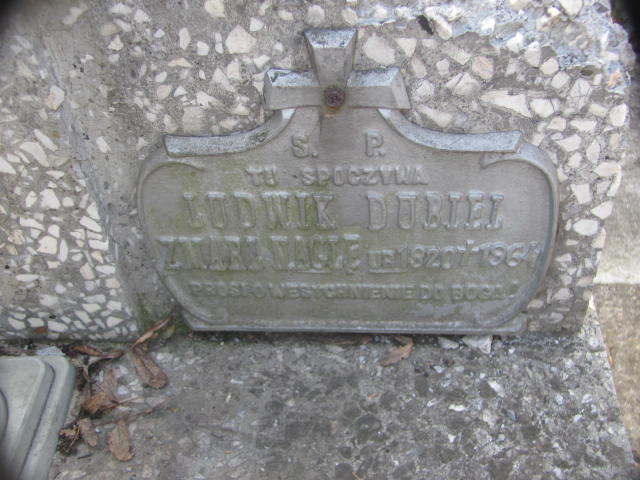 Ś. P.
TU SPOCZYWA
LUDWIK DUBIEL
ZMARŁ NAGLE UR 1920 † 1964
PROSI O WESTCHNIENIE DO BOGA